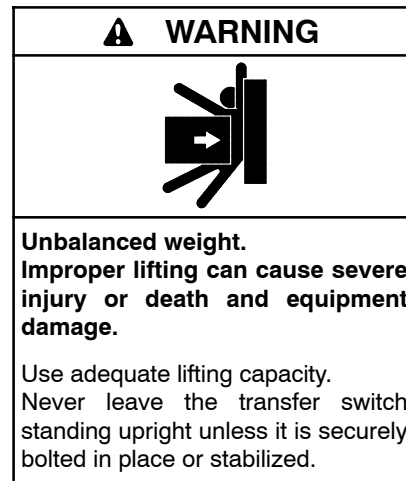 WARNING
Unbalanced weight.
Improper lifting can cause severe
injury or death and equipment
damage.
Use adequate lifting capacity.
Never leave the transfer switch
standing upright unless it is securely
bolted in place or stabilized.